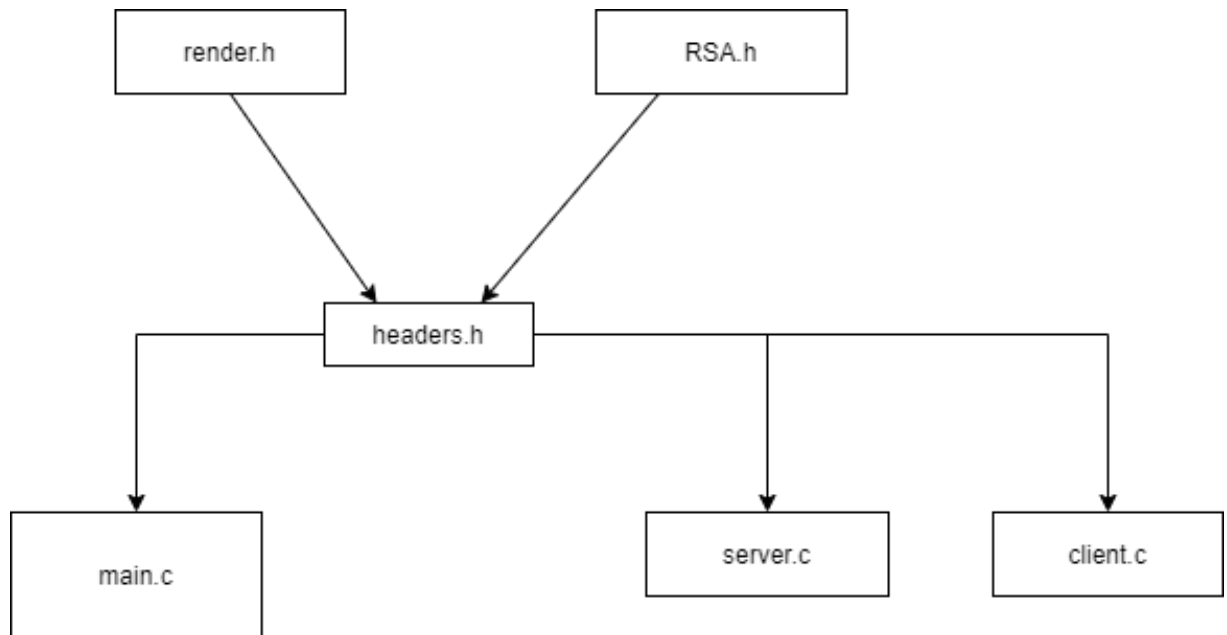 render.h
RSA.h
headers.h
main.c
server.c
client.c